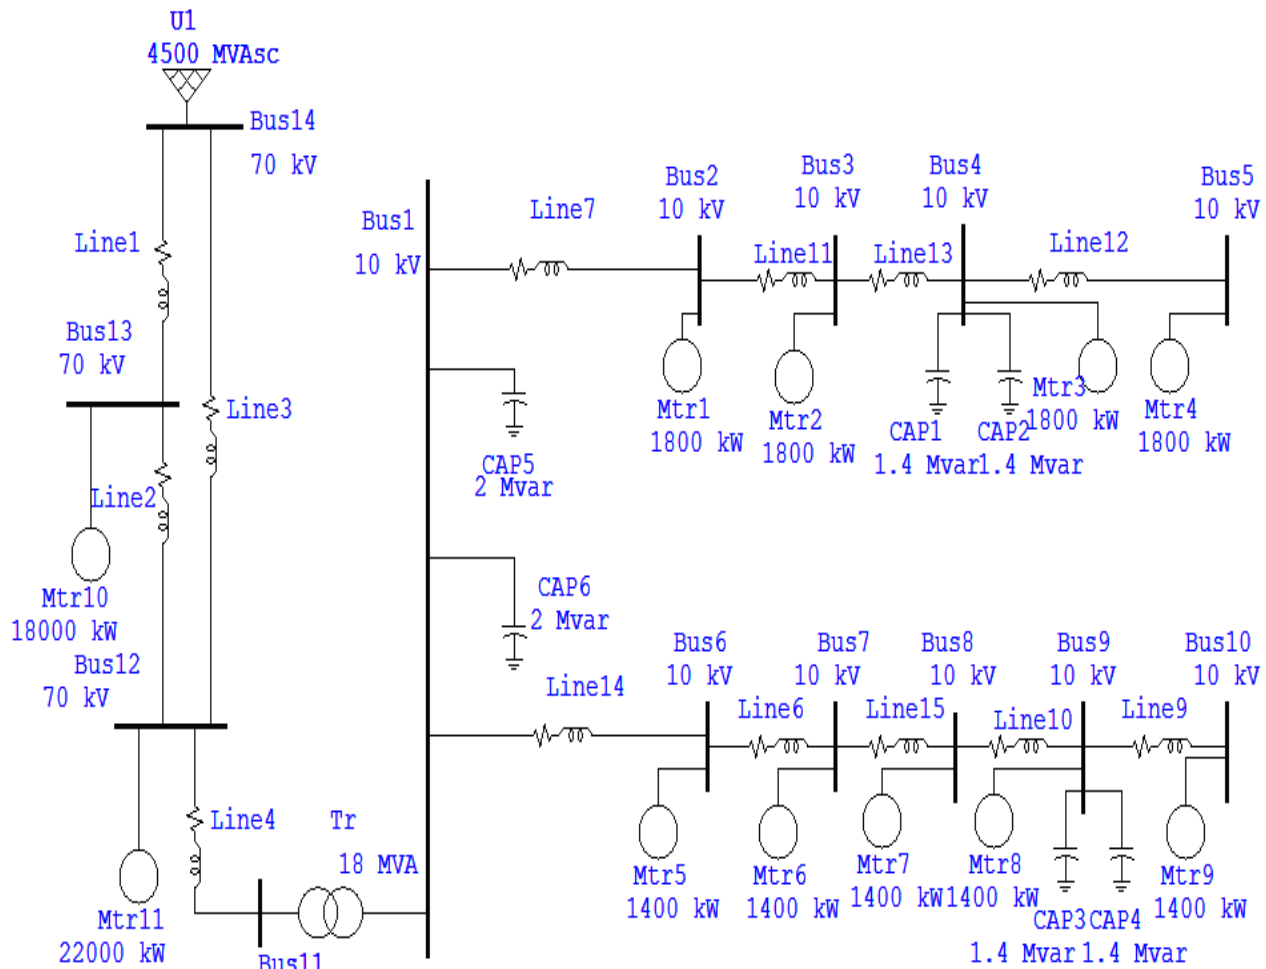 U1
4500 MVAsc
Bus14
70 kV
Line1
Bus13
70 kV
Line3
Line2
Mtr10
18000 kW
Bus12
70 kV
Line4
Mtr11
22000 kW
Bus11
Tr
18 MVA
Bus1
10 kV
Line7
Bus2
10 kV
Line11
Bus3
10 kV
Line13
Bus4
10 kV
Line12
Bus5
10 kV
Mtr1
1800 kW
Mtr2
1800 kW
CAP1
1.4 Mvar
CAP2
1.4 Mvar
Mtr3
1800 kW
Mtr4
1800 kW
CAP5
2 Mvar
CAP6
2 Mvar
Line14
Bus6
10 kV
Line6
Bus7
10 kV
Line15
Bus8
10 kV
Line10
Bus9
10 kV
Line9
Bus10
10 kV
Mtr5
1400 kW
Mtr6
1400 kW
Mtr7
1400 kW
Mtr8
1400 kW
CAP3
1.4 Mvar
CAP4
1.4 Mvar
Mtr9
1400 kW